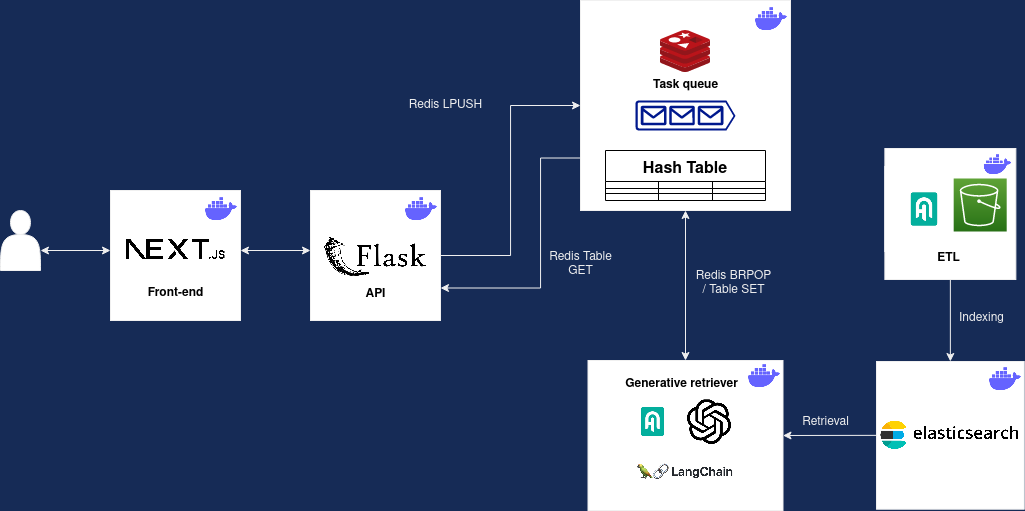 Task queue
Redis LPUSH
Hash Table
NEXT.JS
Front-end
Flask
API
Redis Table
GET
Redis BRPOP
/ Table SET
ETL
Indexing
Generative retriever
LangChain
Retrieval
elasticsearch